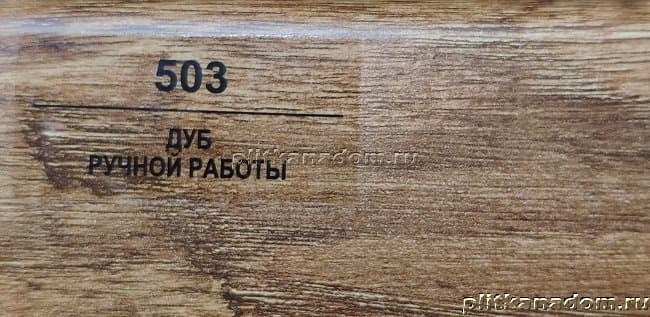 503
ДУБ
РУЧНОЙ РАБОТЫ
plitkanadom.ru
plitkanadom.ru